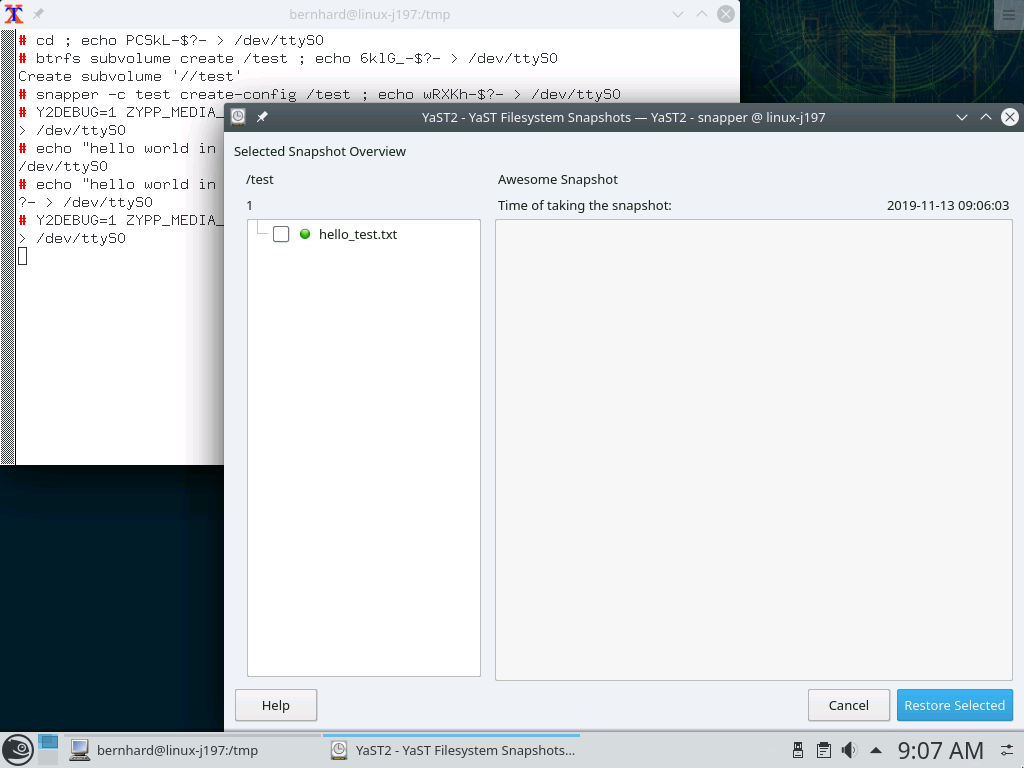 bernhard@linux-j197:/tmp
# cd ; echo PCSkL-$?- > /dev/ttyS0
# btrfs subvolume create /test ; echo 6klG_-$?- > /dev/ttyS0
Create subvolume '//test'
# snapper -c test create-config /test ; echo wRXKh-$?- > /dev/ttyS0
# Y2DEBUG=1 ZYPP_MEDIA_
> /dev/ttyS0
# echo "hello world in
/dev/ttyS0
# echo "hello world in
?- > /dev/ttyS0
# Y2DEBUG=1 ZYPP_MEDIA_
> /dev/ttyS0
YaST2 - YaST Filesystem Snapshots — YaST2 - snapper @ linux-j197
Selected Snapshot Overview
/test
Awesome Snapshot
1
Time of taking the snapshot:
2019-11-13 09:06:03
hello_test.txt
Help
Cancel
Restore Selected
bernhard@linux-j197:/tmp
YaST2 - YaST Filesystem Snapshots...
9:07 AM